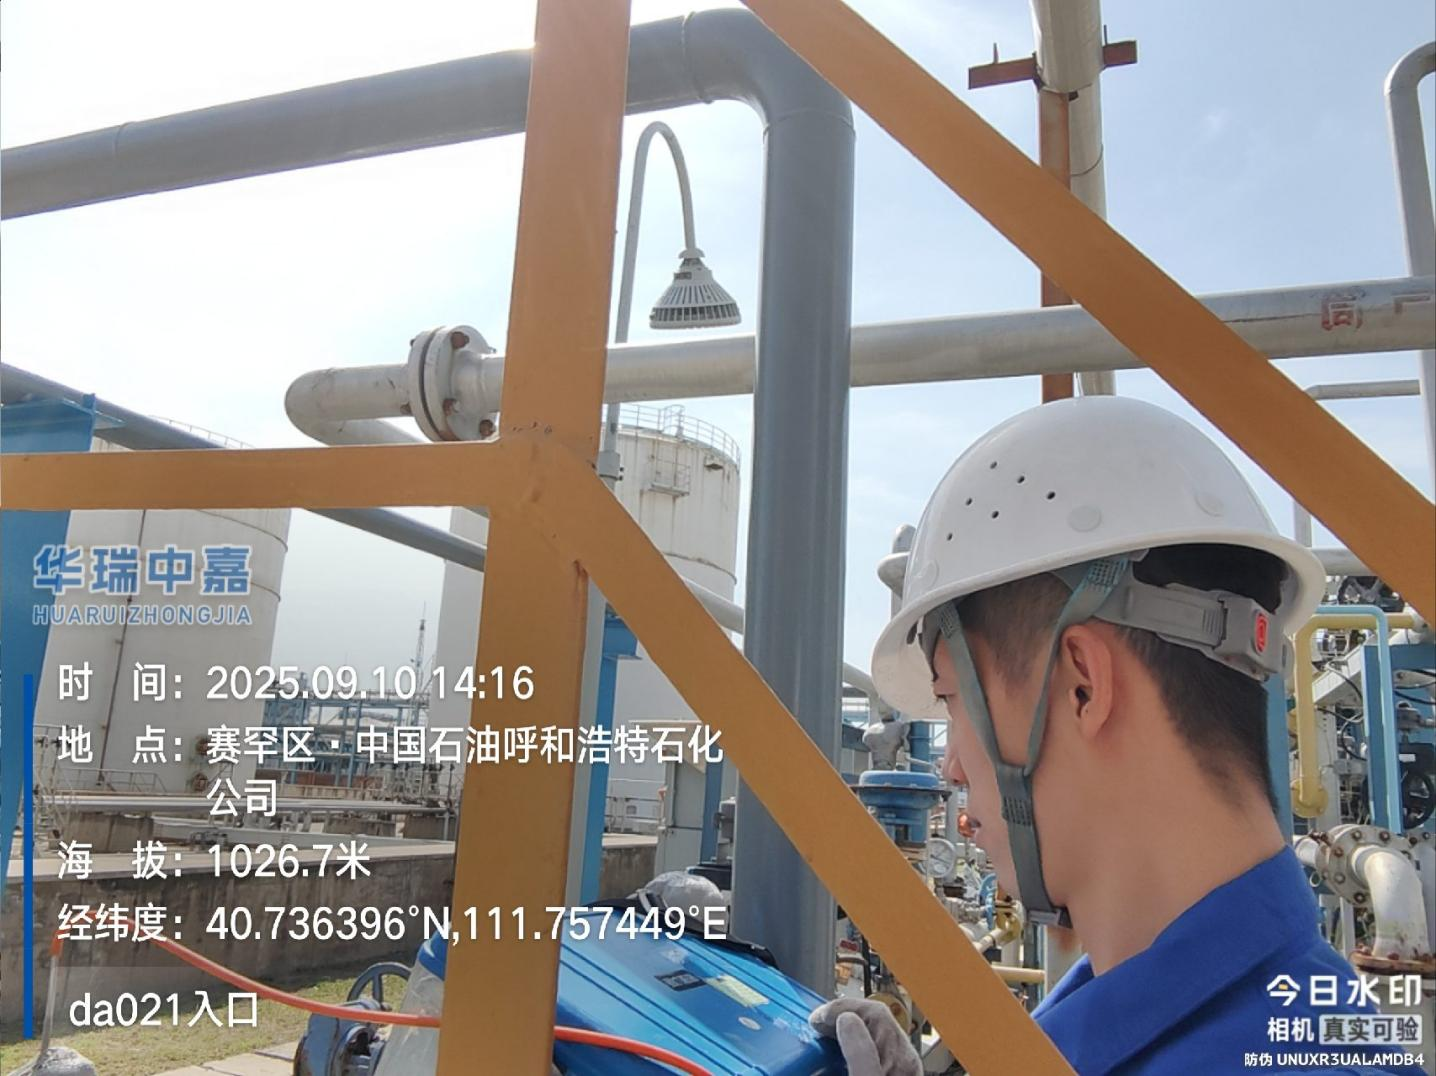 华瑞中嘉
HUARUIZHONGJIA
时 间：2025.09.10 14:16
地 点：赛罕区·中国石油呼和浩特石化
公司
海 拔：1026.7米
经纬度：40.736396°N,111.757449°E
da021入口
今日水印
相机 真实可验
防伪 UNUXR3UALAMDB4